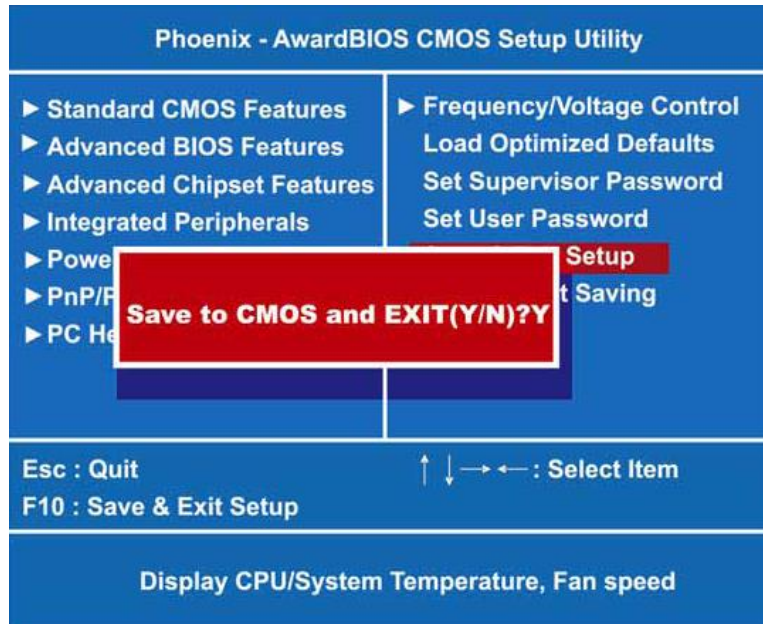 Phoenix - AwardBIOS CMOS Setup Utility
▶ Standard CMOS Features
▶ Advanced BIOS Features
▶ Advanced Chipset Features
▶ Integrated Peripherals
▶ Powe
▶ PnP/
▶ PC He
▶ Frequency/Voltage Control
Load Optimized Defaults
Set Supervisor Password
Set User Password
Setup
t Saving
Save to CMOS and EXIT(Y/N)?Y
Esc : Quit
↑ ↓ → ← : Select Item
F10 : Save & Exit Setup
Display CPU/System Temperature, Fan speed